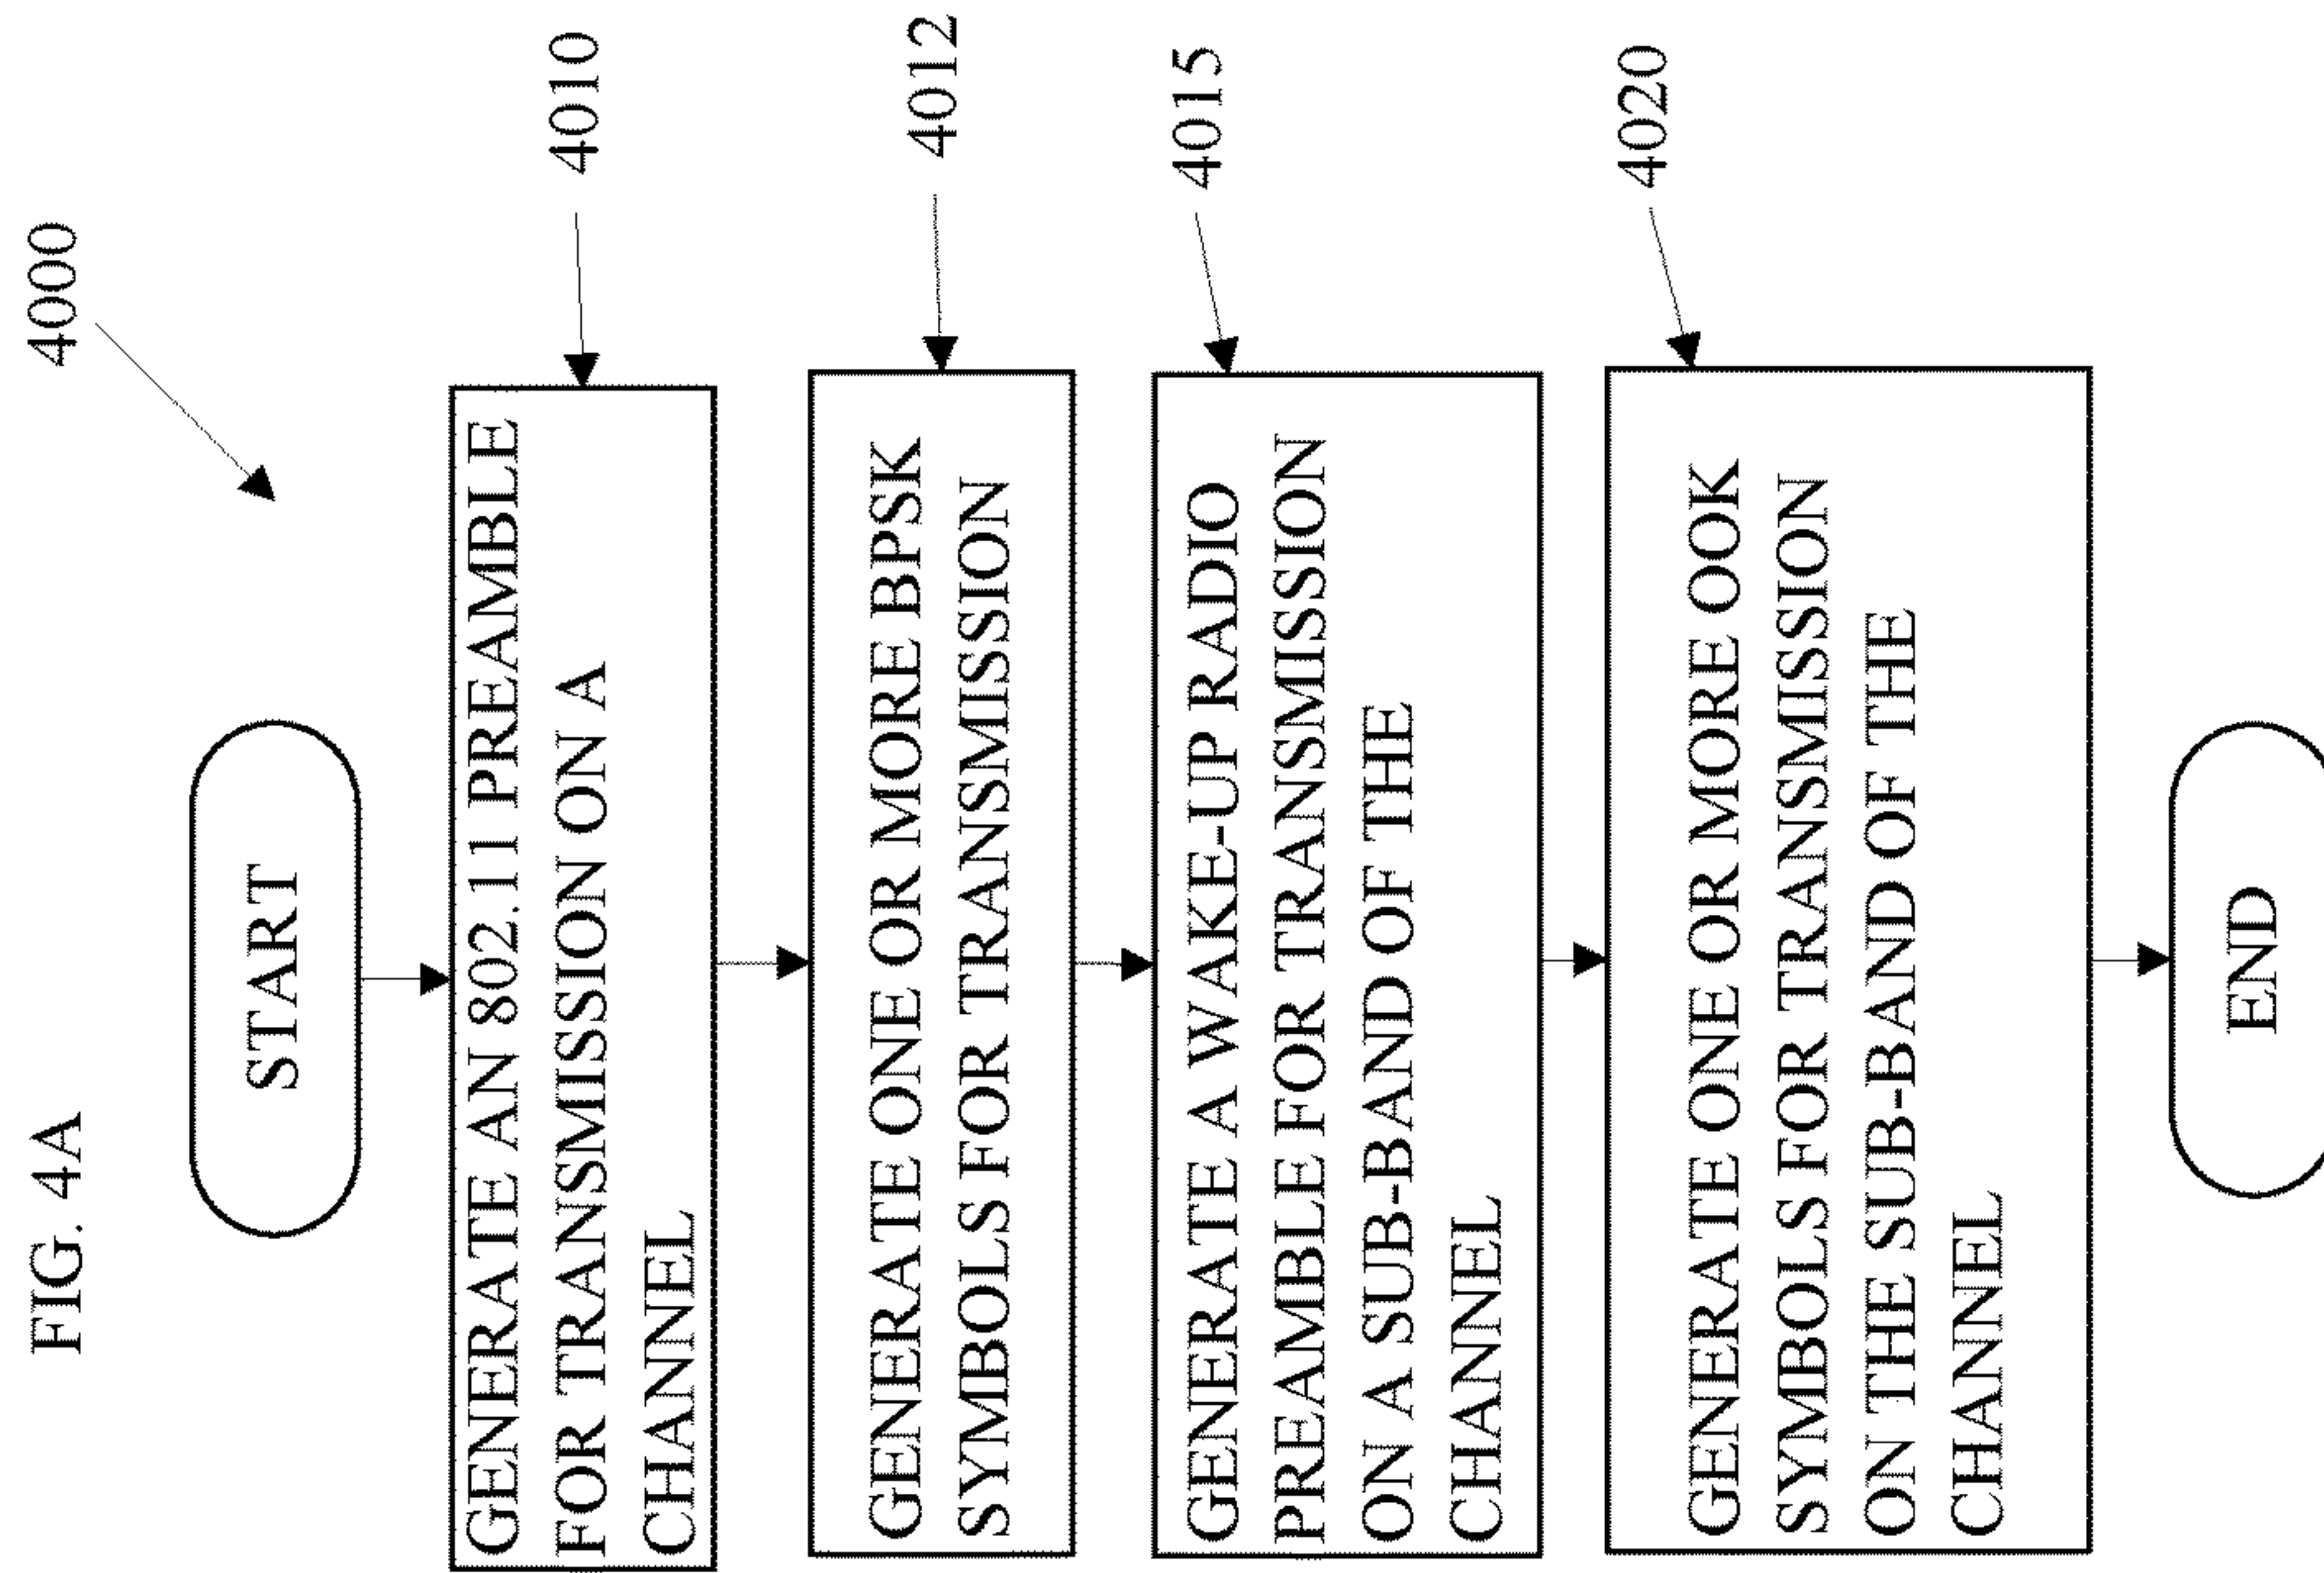 FIG. 4A
4000
START
GENERATE AN 802.11 PREAMBLE
FOR TRANSMISSION ON A
CHANNEL
4010
GENERATE ONE OR MORE BPSK
SYMBOLS FOR TRANSMISSION
4012
GENERATE A WAKE-UP RADIO
PREAMBLE FOR TRANSMISSION
ON A SUB-BAND OF THE
CHANNEL
4015
GENERATE ONE OR MORE OOK
SYMBOLS FOR TRANSMISSION
ON THE SUB-BAND OF THE
CHANNEL
4020
END